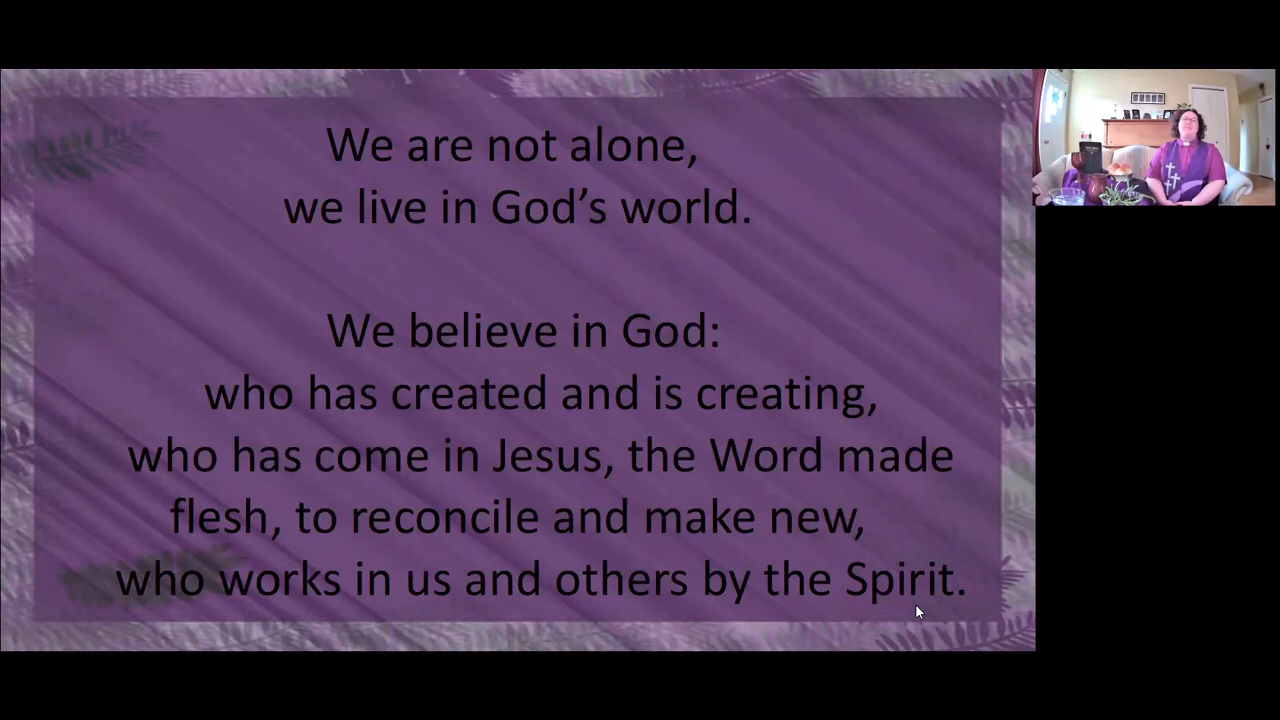 We are not alone,
we live in God’s world.
We believe in God:
who has created and is creating,
who has come in Jesus, the Word made
flesh, to reconcile and make new,
who works in us and others by the Spirit.